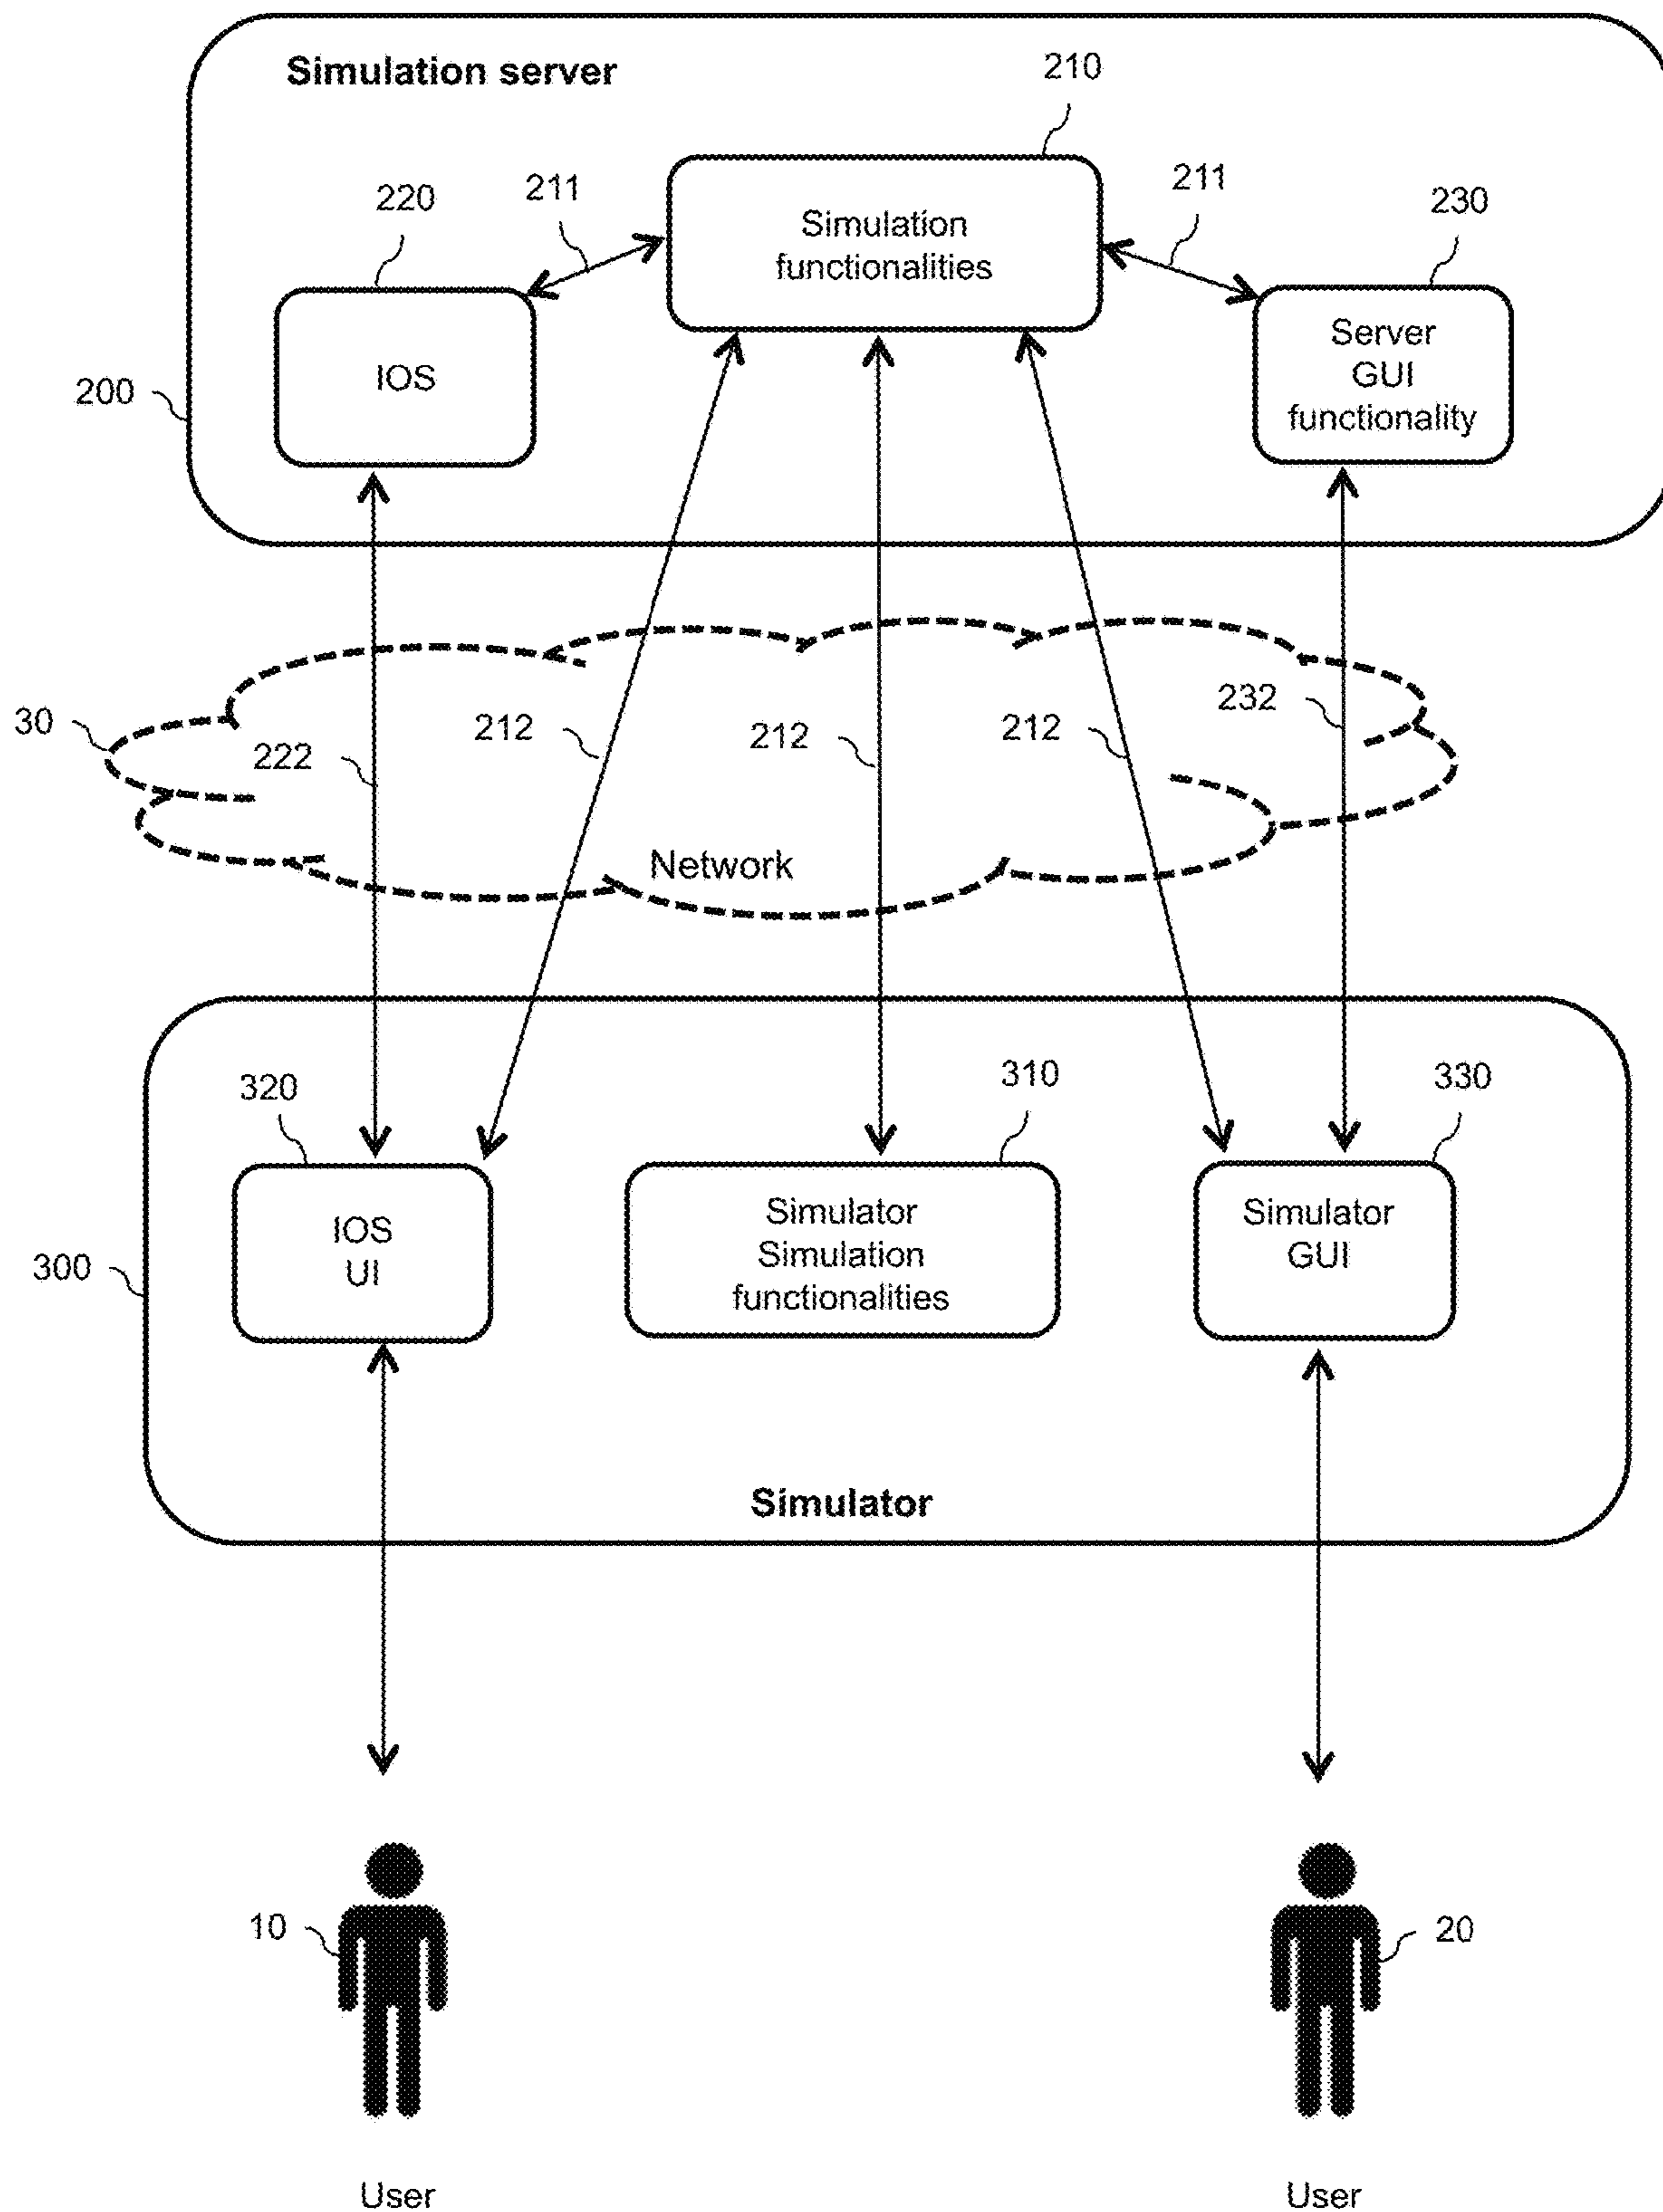 Simulation server
210
211
211
220
230
Simulation
functionalities
Server
GUI
functionality
IOS
200
30
222
212
212
212
232
Network
320
310
330
300
IOS
UI
Simulator
Simulation
functionalities
Simulator
GUI
Simulator
10
20
User
User